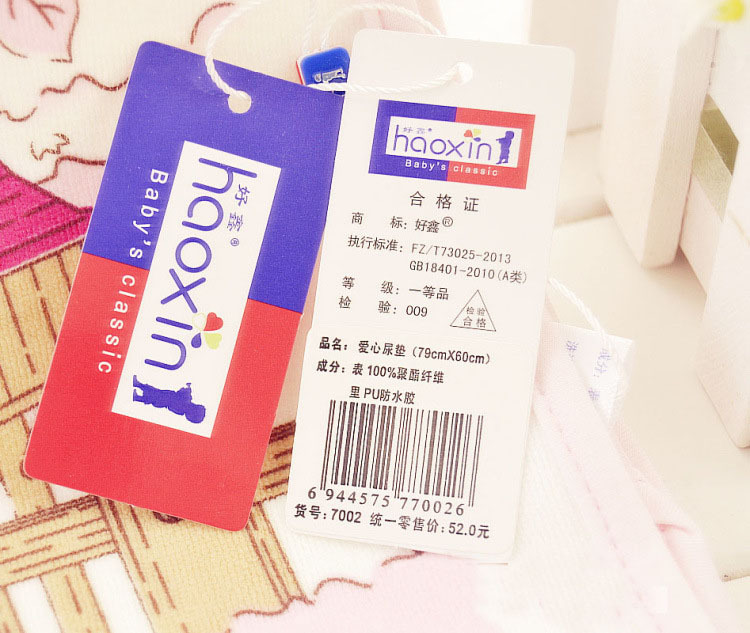 好鑫®
haoxin
Baby's classic
好鑫®
haoxin
Baby's classic
合格证
商 标：好鑫®
执行标准：FZ/T73025-2013
GB18401-2010(A类)
等 级：一等品
检 验：009
检验
合格
品名：爱心尿垫（79cmX60cm）
成分：表 100%聚酯纤维
里 PU防水胶
6 944575 770026
货号：7002 统一零售价：52.0元